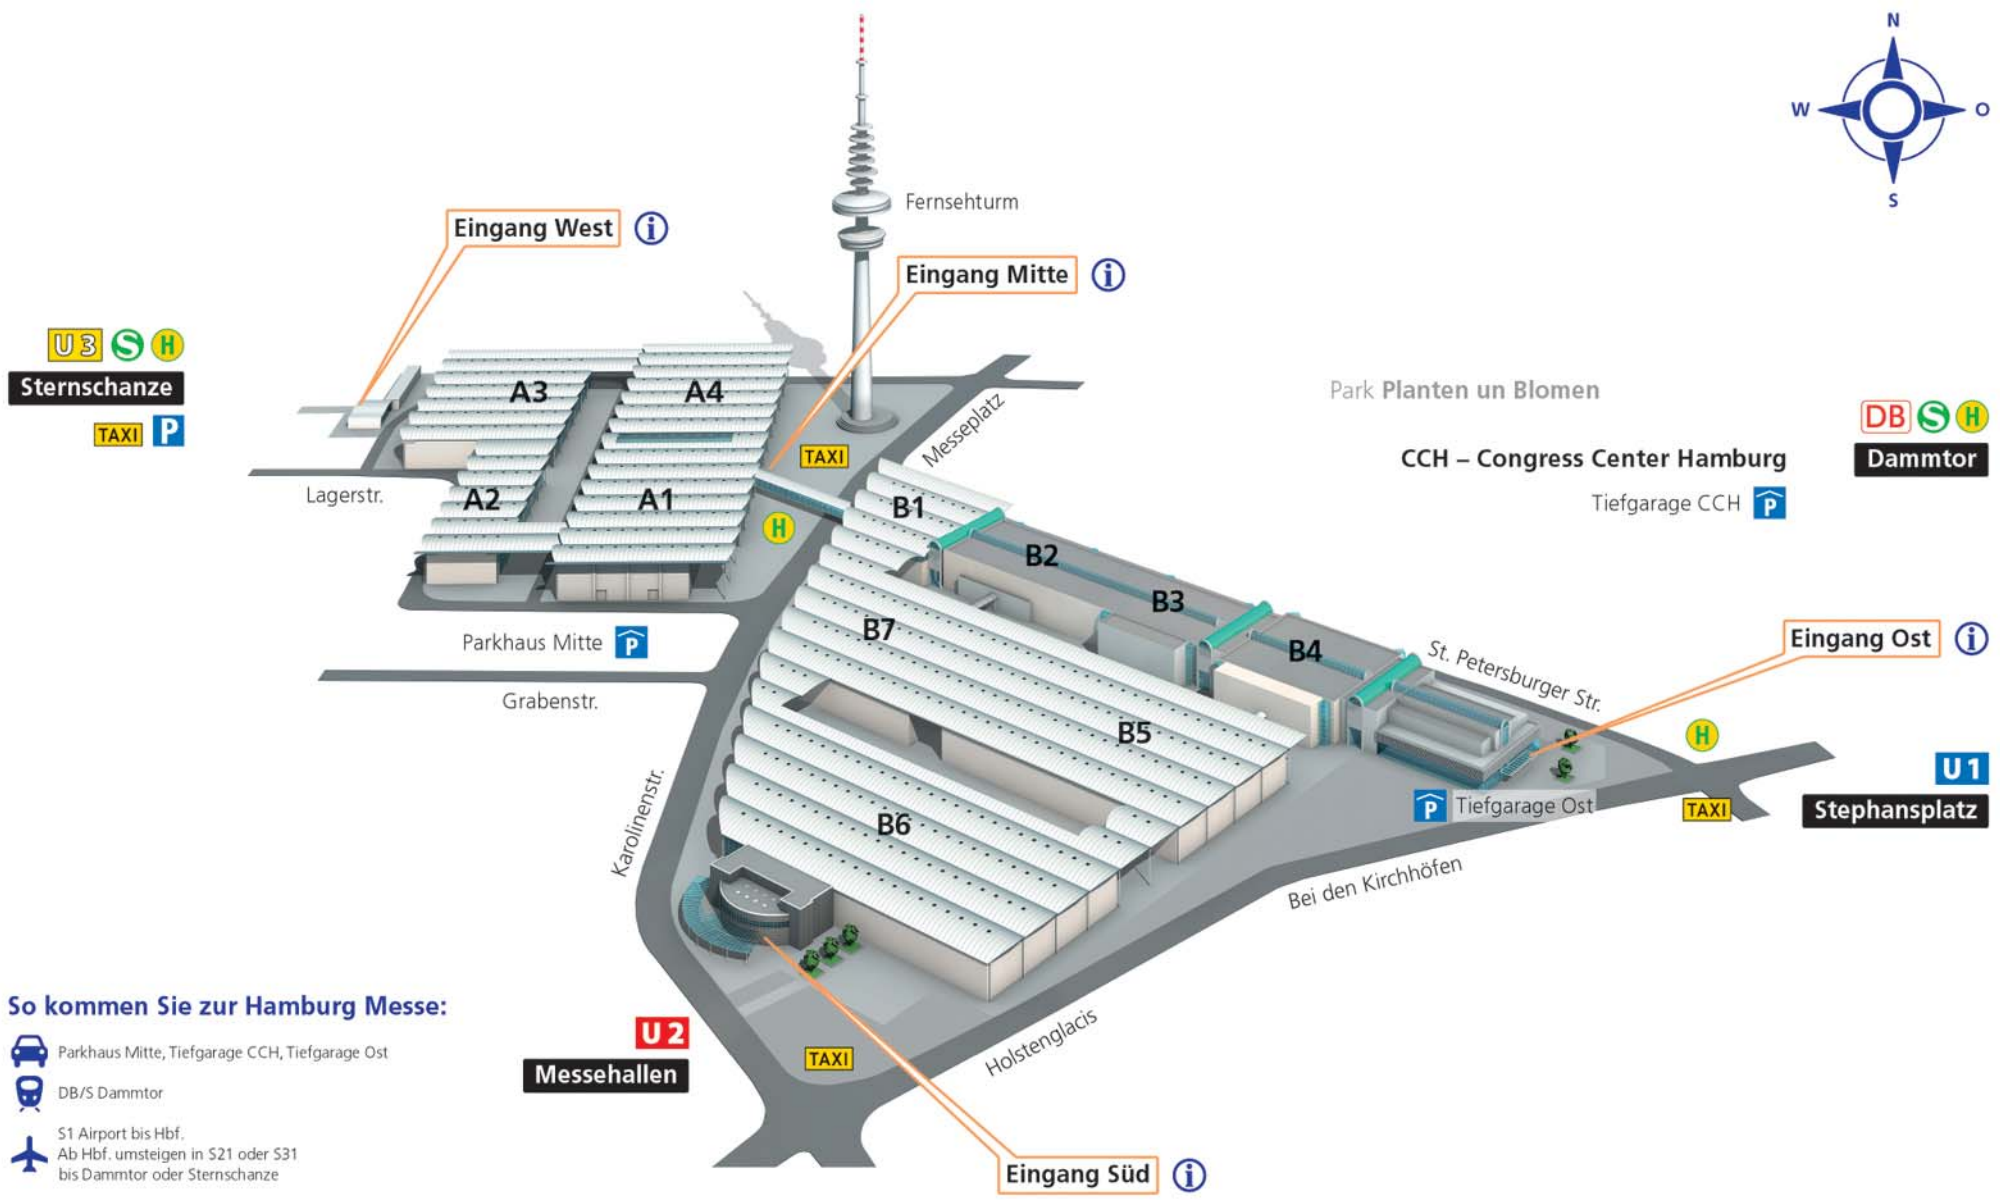 N
W
O
S
Fernsehturm
Eingang West
i
Eingang Mitte
i
U3
S
H
Sternschanze
TAXI
P
A3
A4
Messeplatz
Park Planten un Blomen
DB
S
H
CCH – Congress Center Hamburg
Dammtor
Tiefgarage CCH
P
TAXI
Lagerstr.
A2
A1
H
B1
B2
B3
B4
B7
B5
B6
Parkhaus Mitte
P
Grabenstr.
St. Petersburger Str.
Eingang Ost
i
H
U1
Stephansplatz
TAXI
P
Tiefgarage Ost
Karolinenstr.
Bei den Kirchhöfen
Holstenglacis
U2
Messehallen
TAXI
Eingang Süd
i
So kommen Sie zur Hamburg Messe:
Parkhaus Mitte, Tiefgarage CCH, Tiefgarage Ost
DB/S Dammtor
S1 Airport bis Hbf.
Ab Hbf. umsteigen in S21 oder S31
bis Dammtor oder Sternschanze